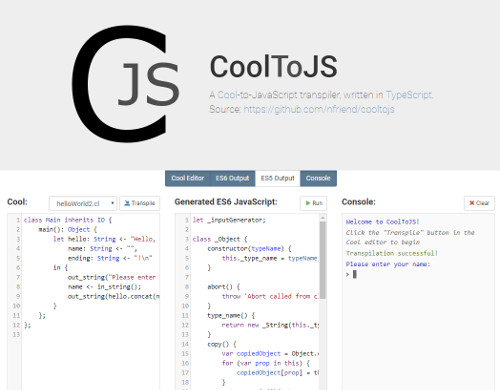 C JS
CoolToJS
A Cool-to-JavaScript transpiler, written in TypeScript.
Source: https://github.com/nfriend/cooltojs
Cool Editor ES6 Output ES5 Output Console
Cool: helloWorld2.cl Transpile
1 class Main inherits IO {
2 main(): Object {
3 let hello: String <- "Hello,
4 name: String <- "",
5 ending: String <- "!\n"
6 in {
7 out_string("Please enter
8 name <- in_string();
9 out_string(hello.concat(n
10 }
11 };
12 };
13
Generated ES6 JavaScript: Run
1 let _inputGenerator;
2
3 class _Object {
4 constructor(typeName) {
5 this._type_name = typeName
6 }
7
8
9 abort() {
10 throw 'Abort called from c
11 }
12 type_name() {
13 return new _String(this._ty
14 }
15 copy() {
16 var copiedObject = Object.c
17 for (var prop in this) {
18 copiedObject[prop] = th
19 }
Console: Clear
Welcome to CoolToJS!
Click the "Transpile" button in the
Cool editor to begin
Transpilation successful!
Please enter your name:
>